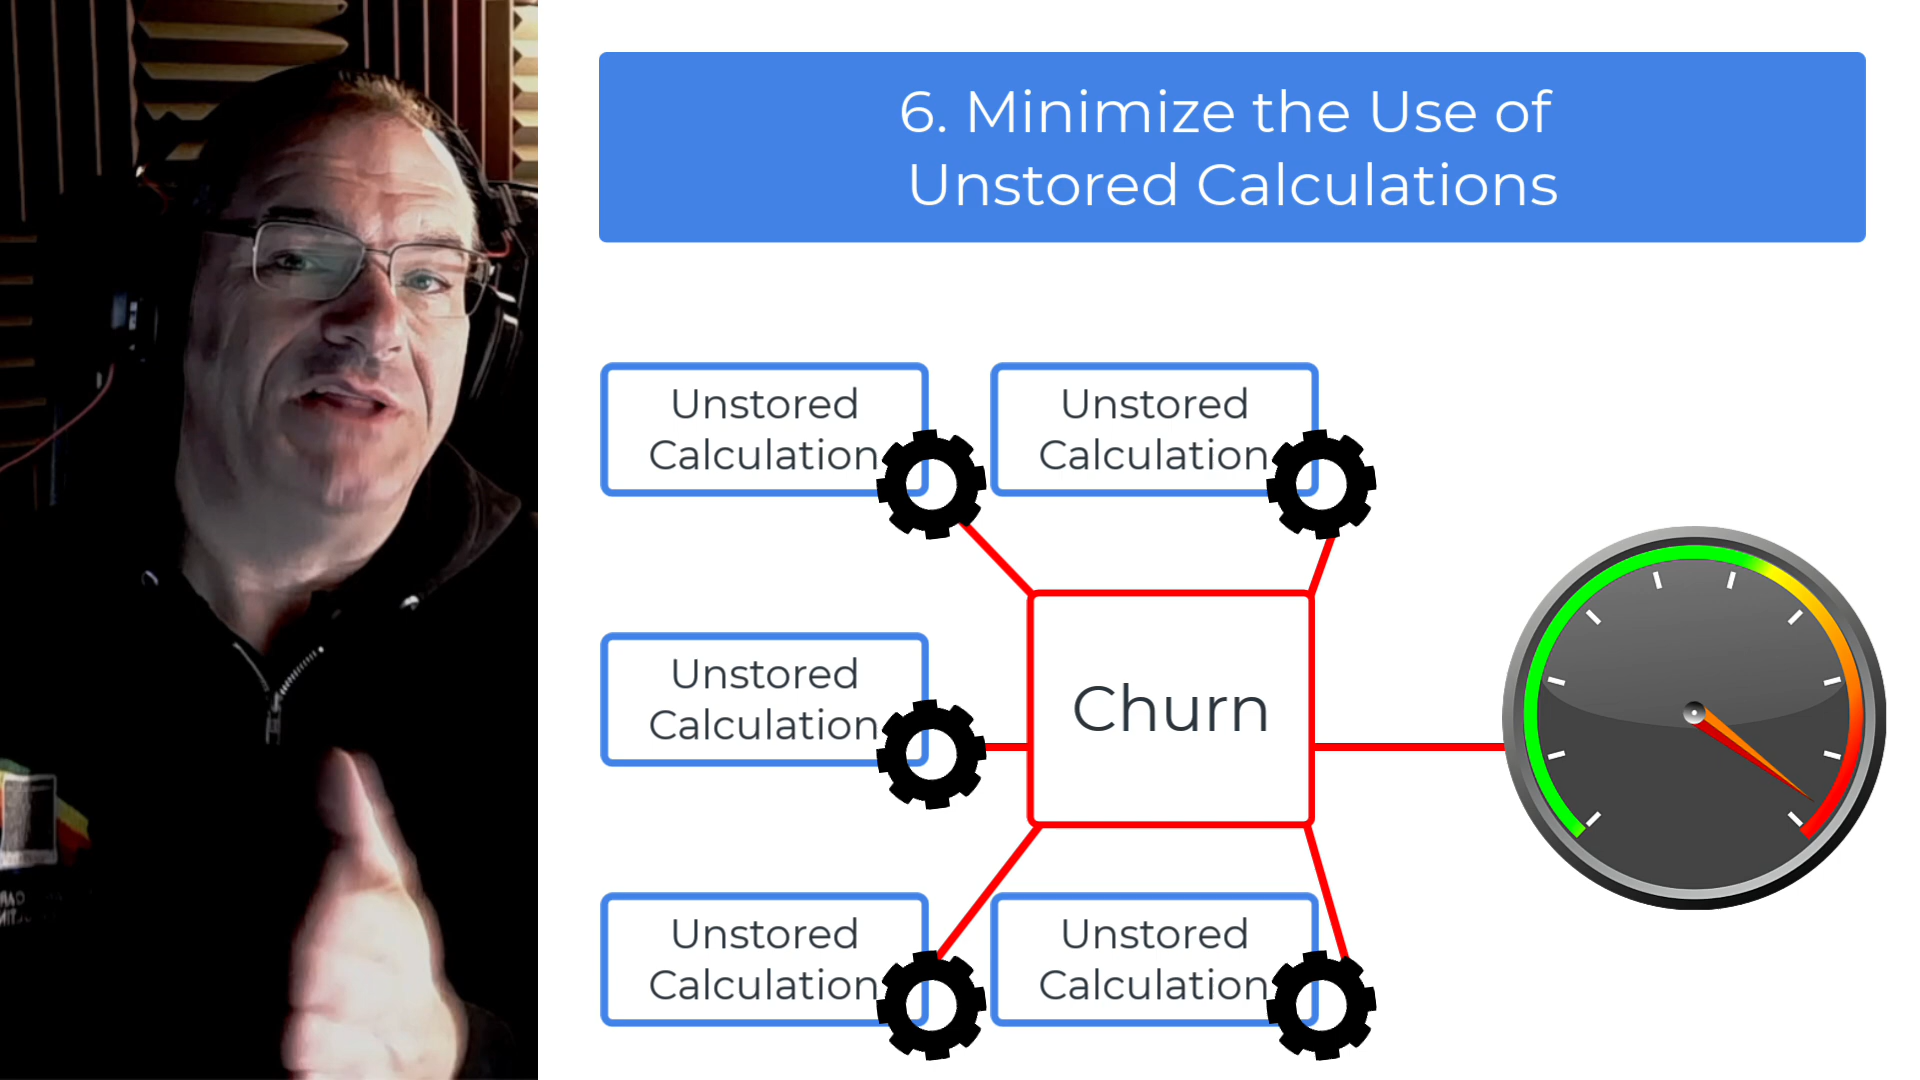 6. Minimize the Use of
Unstored Calculations
Unstored
Calculation
Unstored
Calculation
Unstored
Calculation
Churn
Unstored
Calculation
Unstored
Calculation